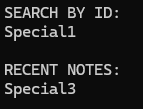 SEARCH BY ID:
Special1

RECENT NOTES:
Special3